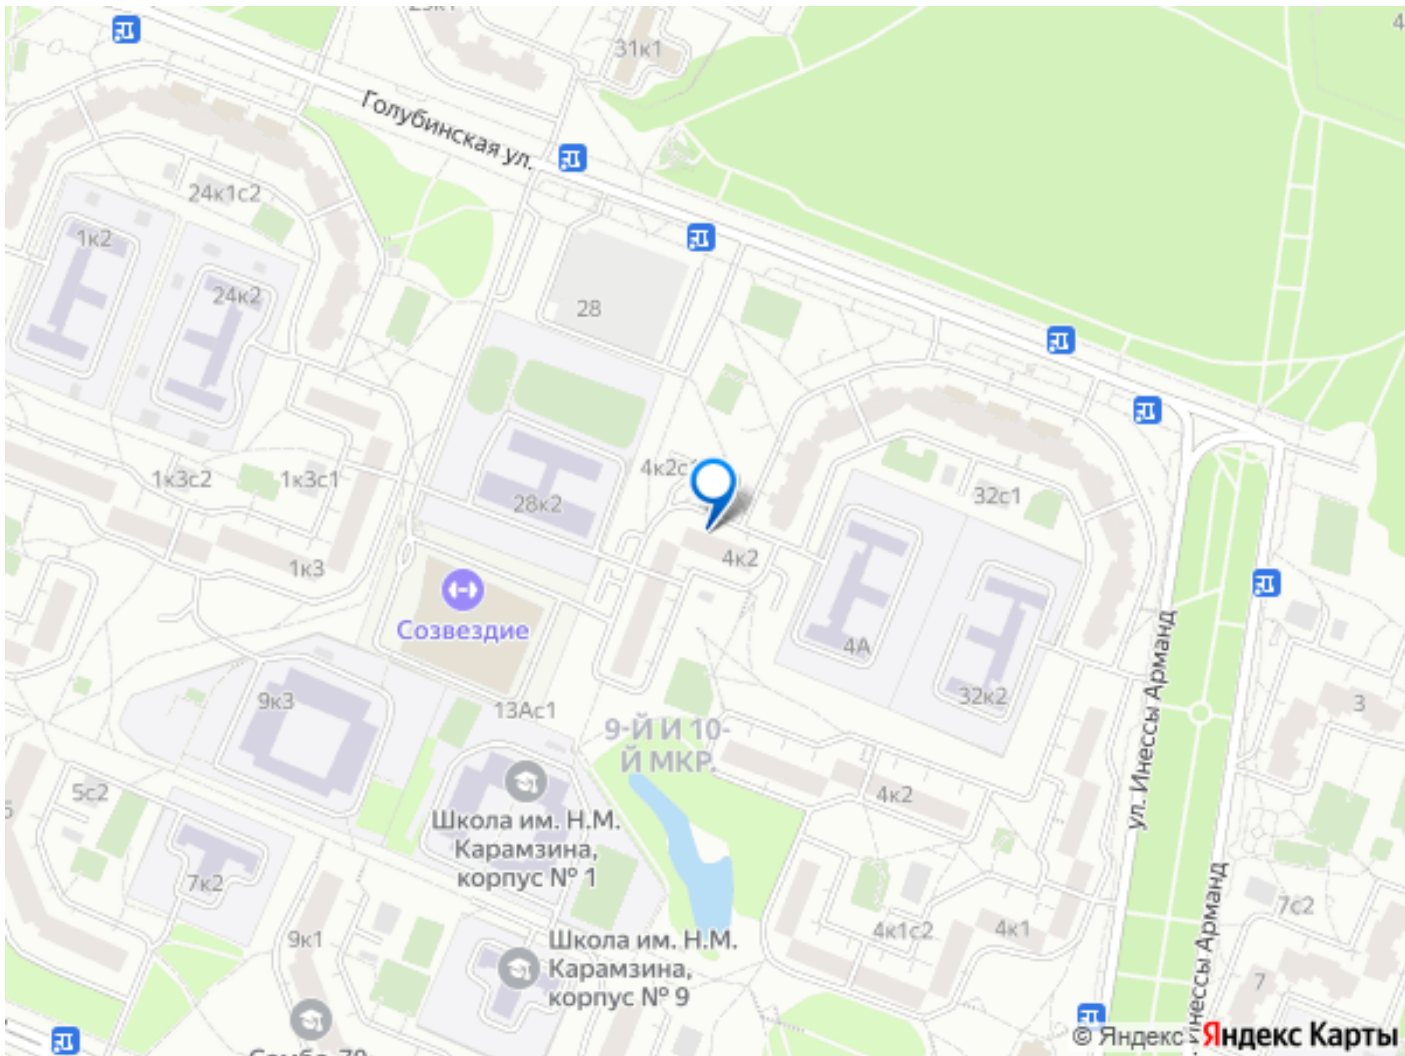 31к1
Голубинская ул.
24к1с2
1к2
24к2
28
4к2с1
1к3с2
1к3с1
28к2
32с1
4к2
1к3
Созвездие
4А
32к2
9к3
13Ас1
3
9-Й И 10-
Й МКР.
ул. Инессы Арманд
5с2
4к2
Школа им. Н.М.
Карамзина,
корпус № 1
7к2
7с2
9к1
4к1с2
4к1
Школа им. Н.М.
Карамзина,
корпус № 9
7
Инессы Арманд
© Яндекс
Яндекс Карты